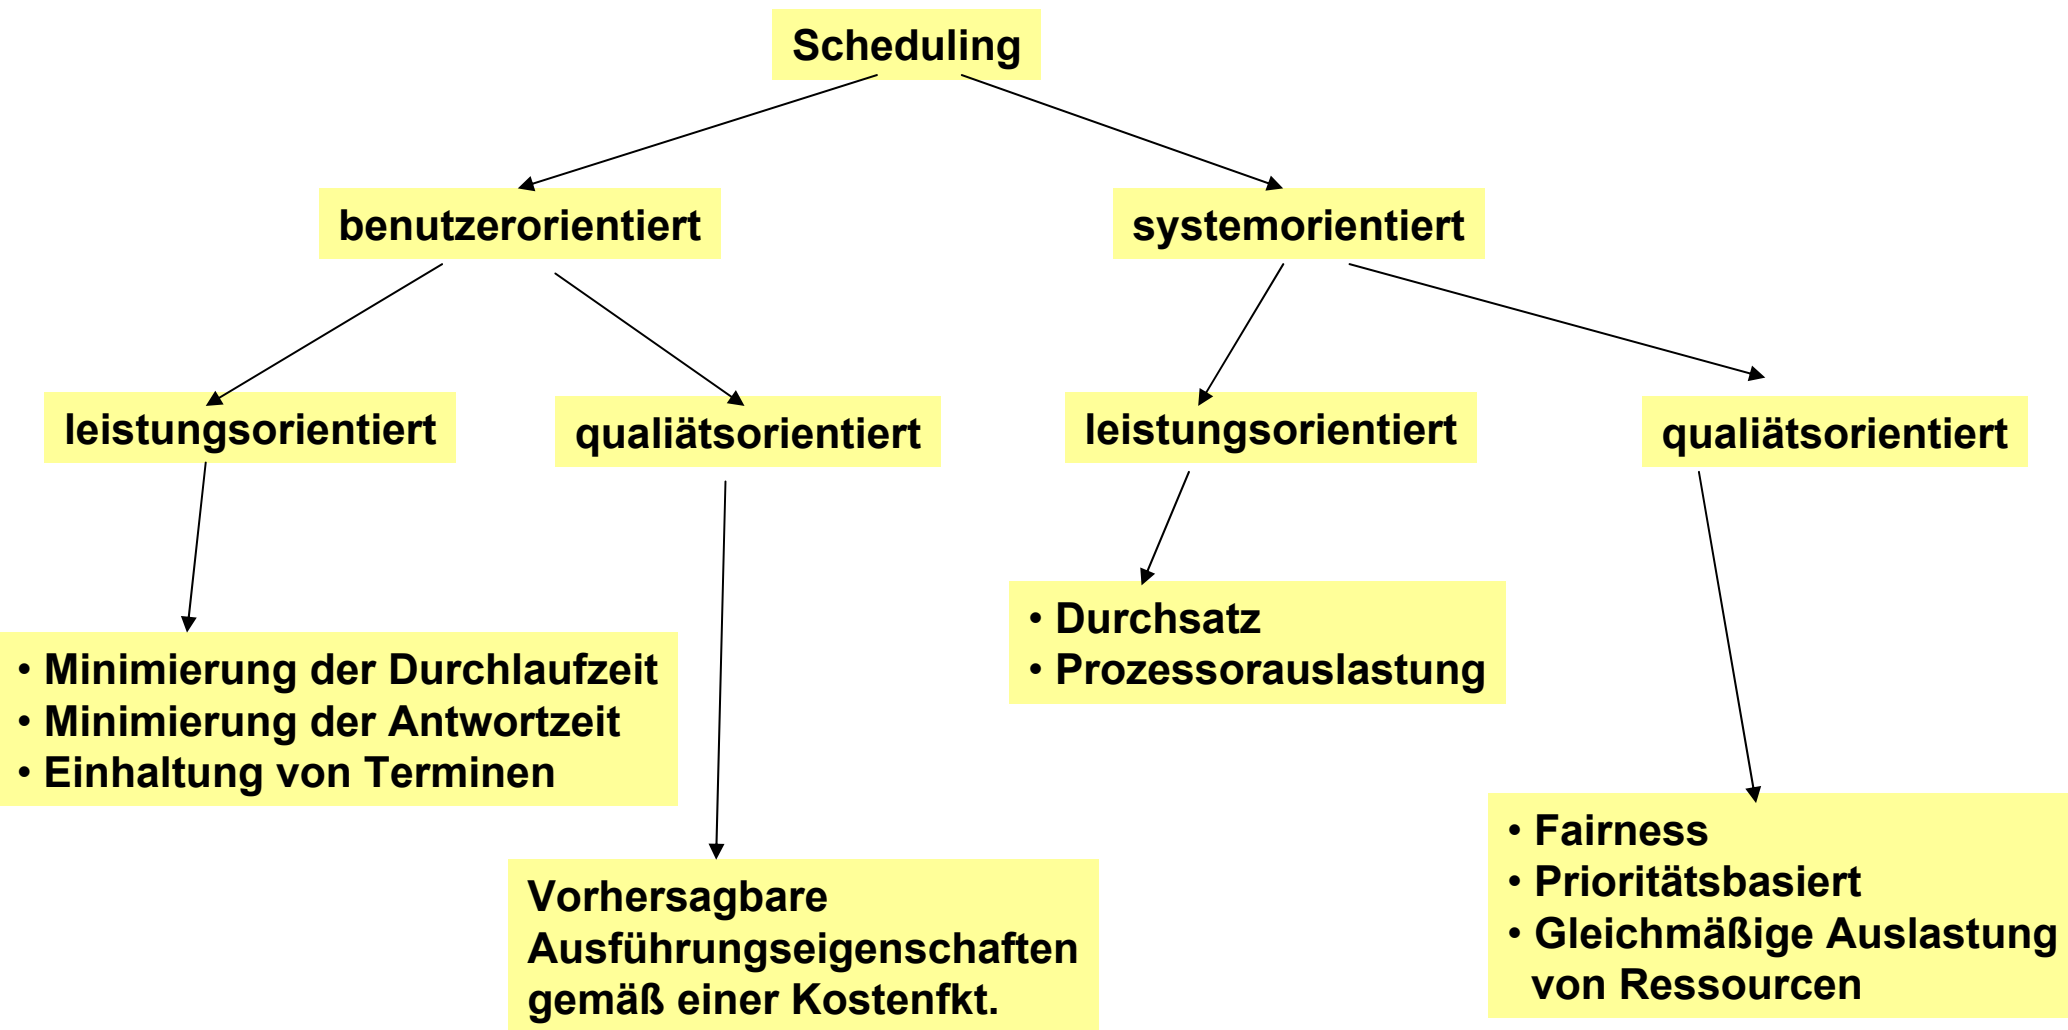 Scheduling
benutzerorientiert
systemorientiert
leistungsorientiert
qualiätsorientiert
leistungsorientiert
qualiätsorientiert
• Minimierung der Durchlaufzeit
• Minimierung der Antwortzeit
• Einhaltung von Terminen
Vorhersagbare
Ausführungseigenschaften
gemäß einer Kostenfkt.
• Durchsatz
• Prozessorauslastung
• Fairness
• Prioritätsbasiert
• Gleichmäßige Auslastung
von Ressourcen